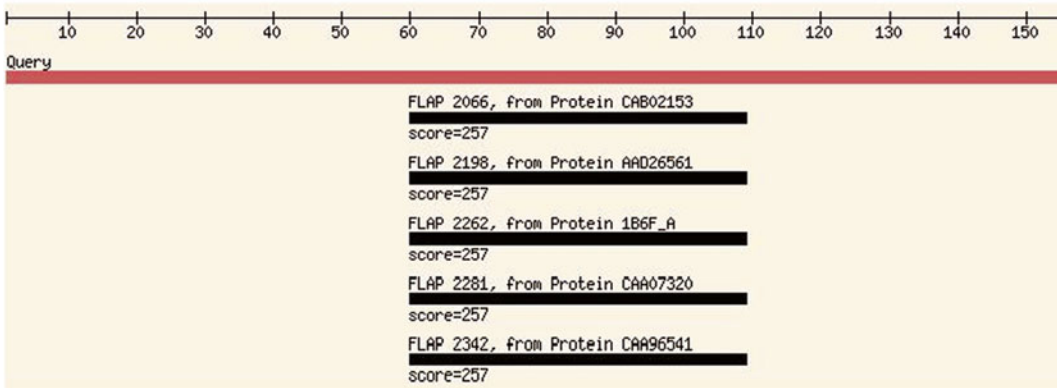 10 20 30 40 50 60 70 80 90 100 110 120 130 140 150
Query
FLAP 2066, from Protein CAB02153
score=257
FLAP 2198, from Protein AAD26561
score=257
FLAP 2262, from Protein 1B6F_A
score=257
FLAP 2281, from Protein CAA07320
score=257
FLAP 2342, from Protein CAA96541
score=257